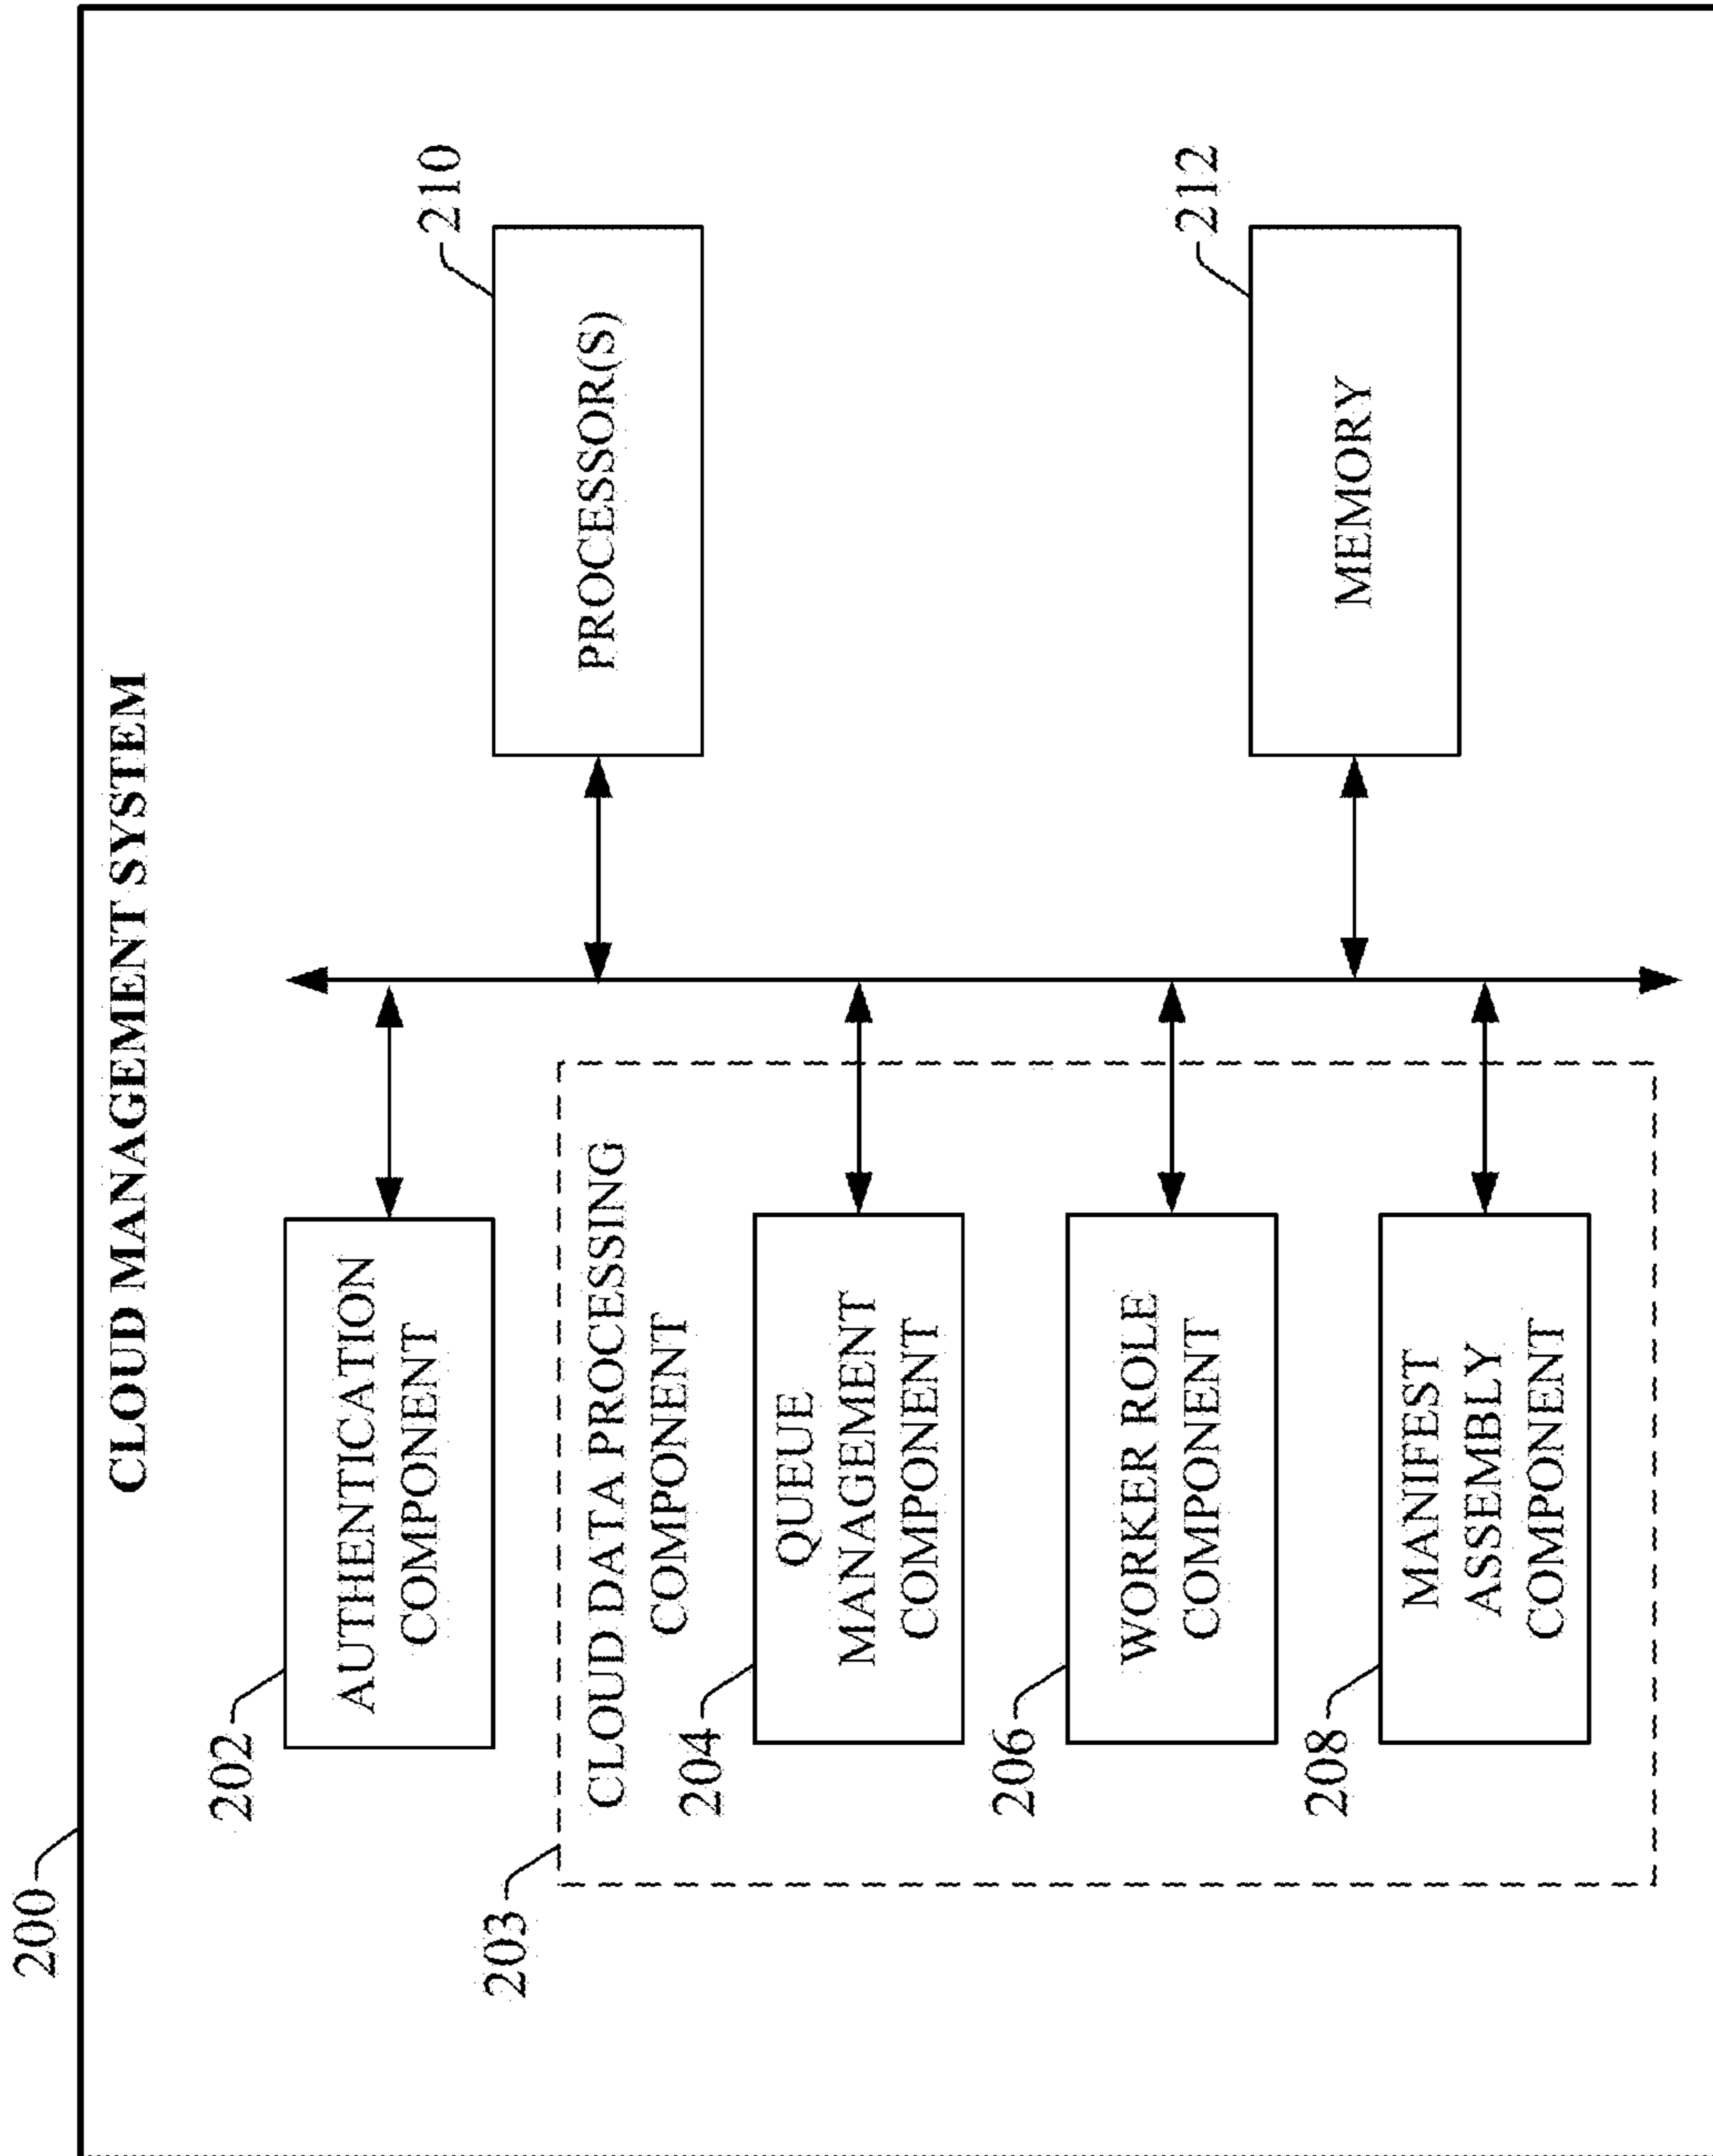 200
CLOUD MANAGEMENT SYSTEM
202
AUTHENTICATION
COMPONENT
203
CLOUD DATA PROCESSING
COMPONENT
204
QUEUE
MANAGEMENT
COMPONENT
206
WORKER ROLE
COMPONENT
208
MANIFEST
ASSEMBLY
COMPONENT
210
PROCESSOR(S)
212
MEMORY